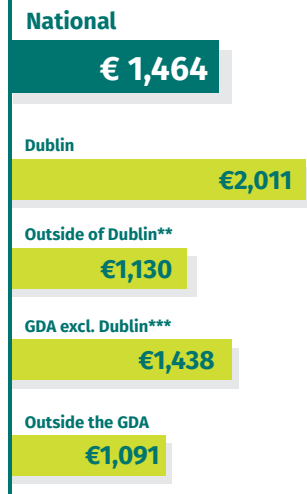 National
€ 1,464
Dublin
€2,011
Outside of Dublin**
€1,130
GDA excl. Dublin***
€1,438
Outside the GDA
€1,091